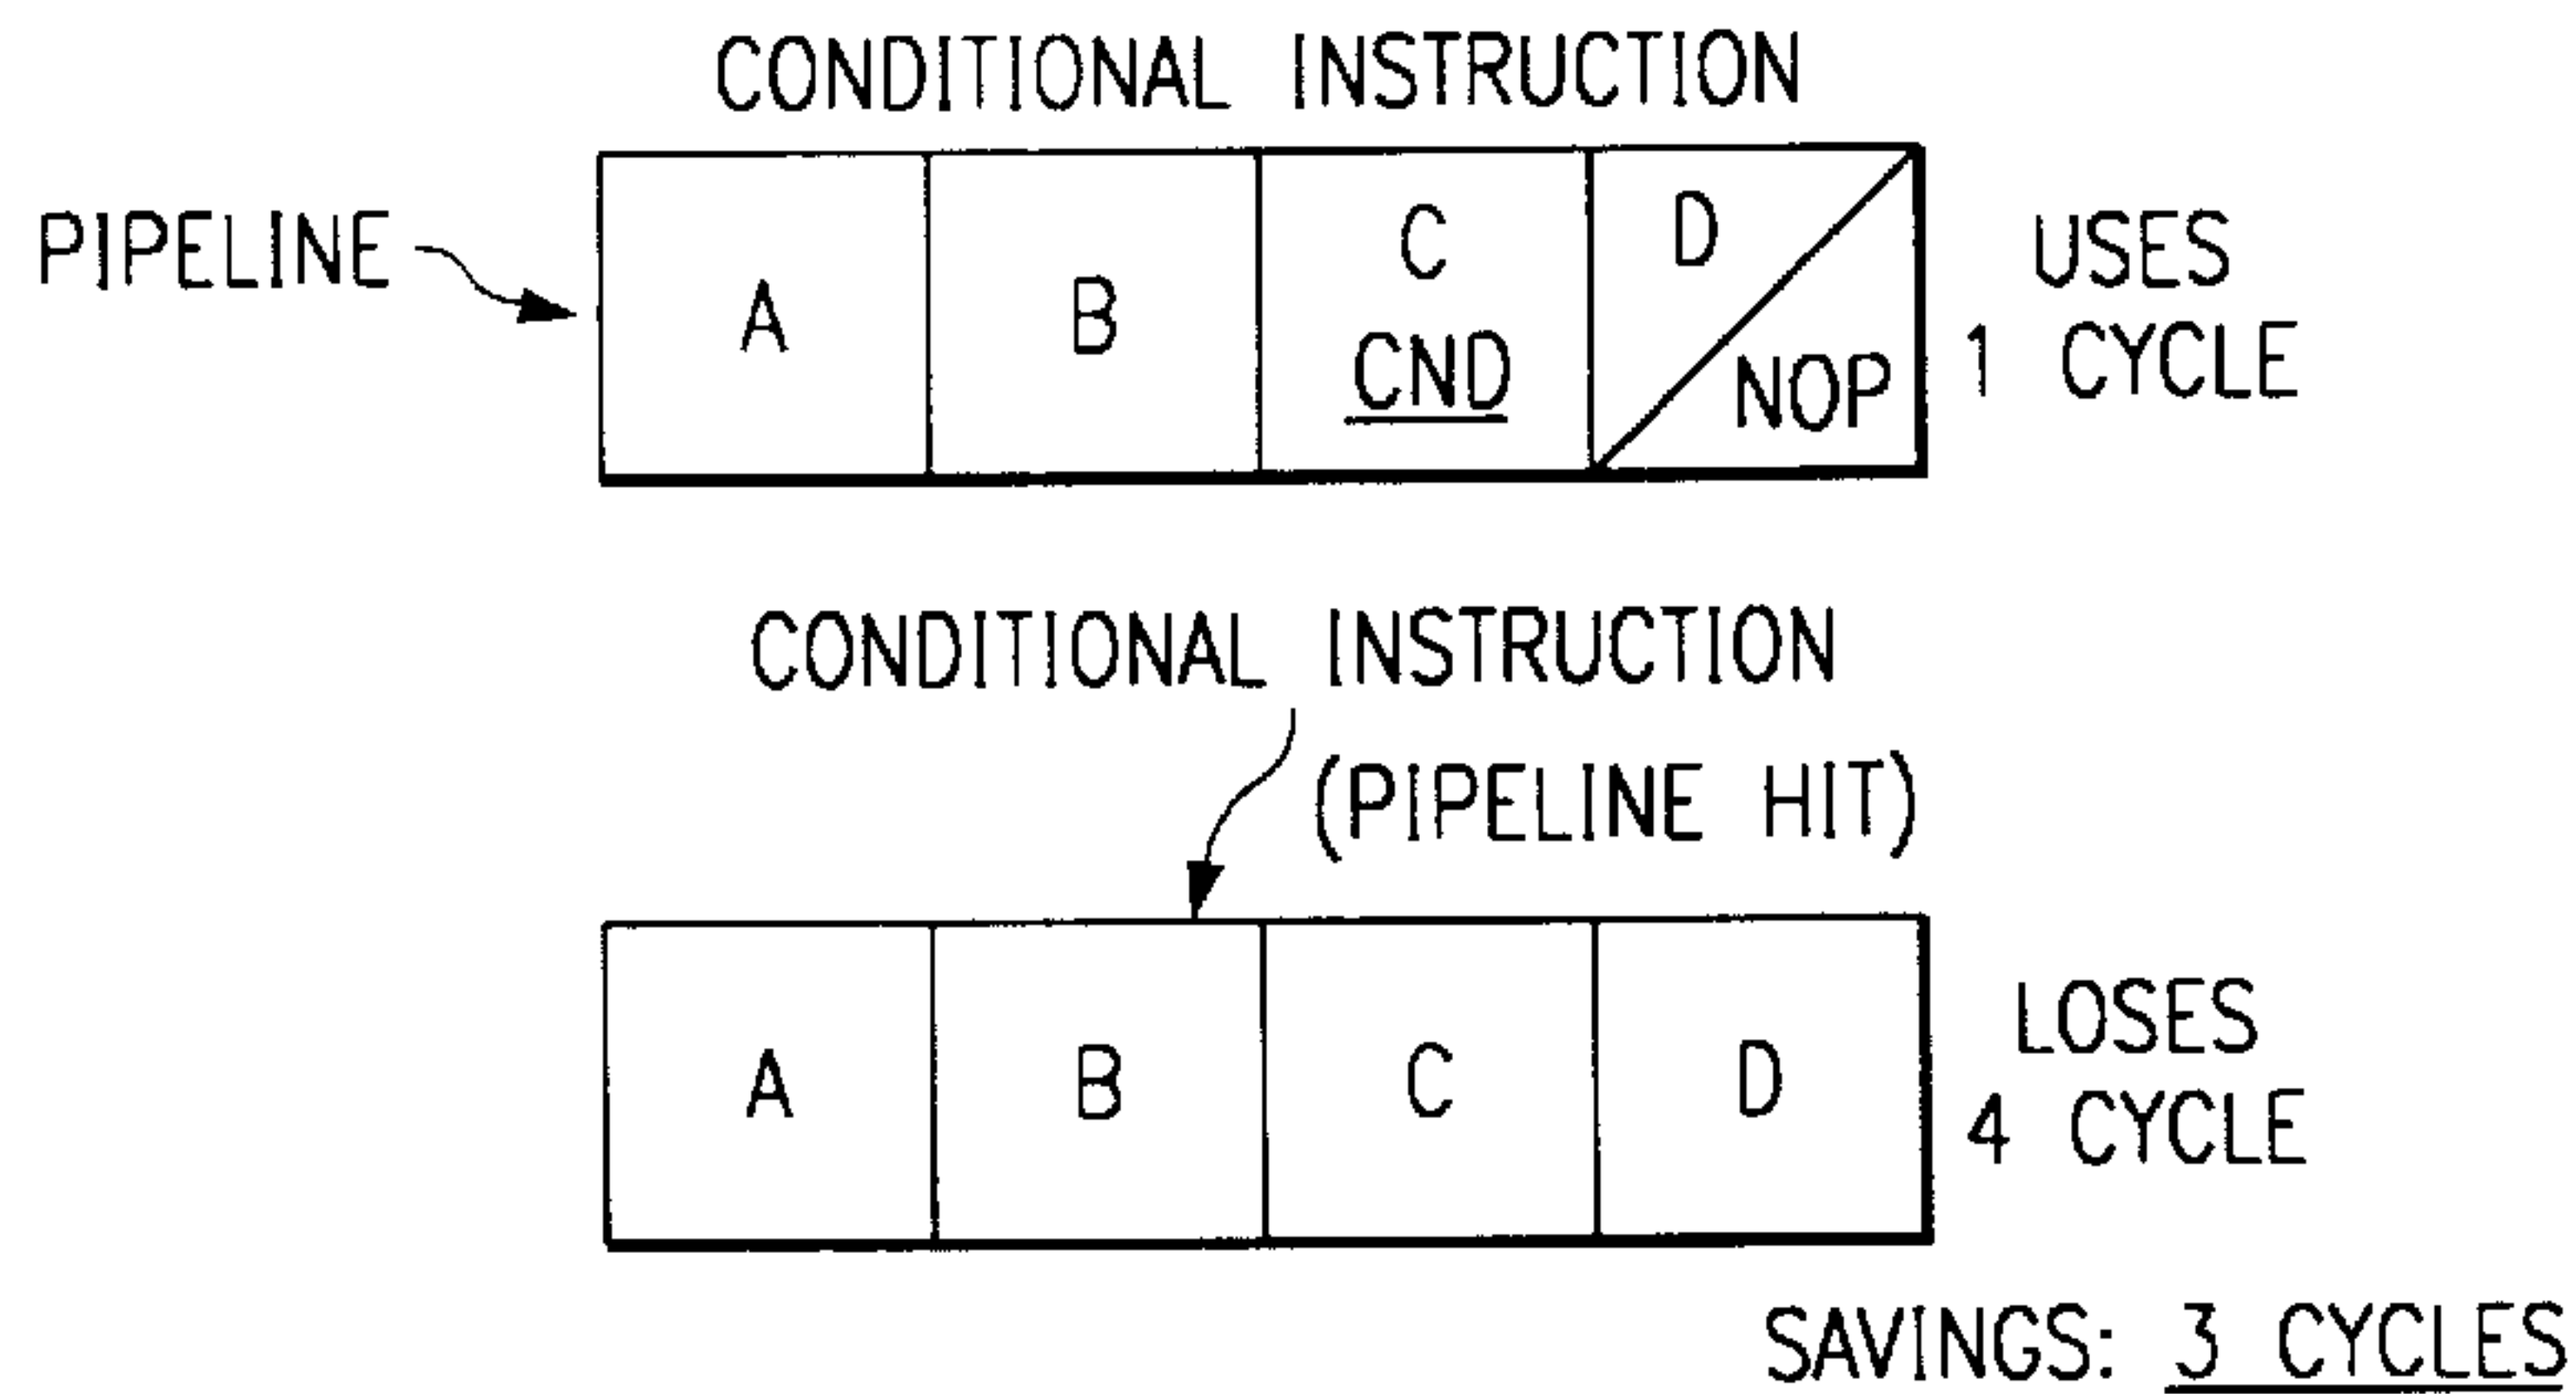 CONDITIONAL INSTRUCTION
PIPELINE
A
B
C
CND
D
NOP
USES
1 CYCLE
CONDITIONAL INSTRUCTION
(PIPELINE HIT)
A
B
C
D
LOSES
4 CYCLE
SAVINGS: 3 CYCLES